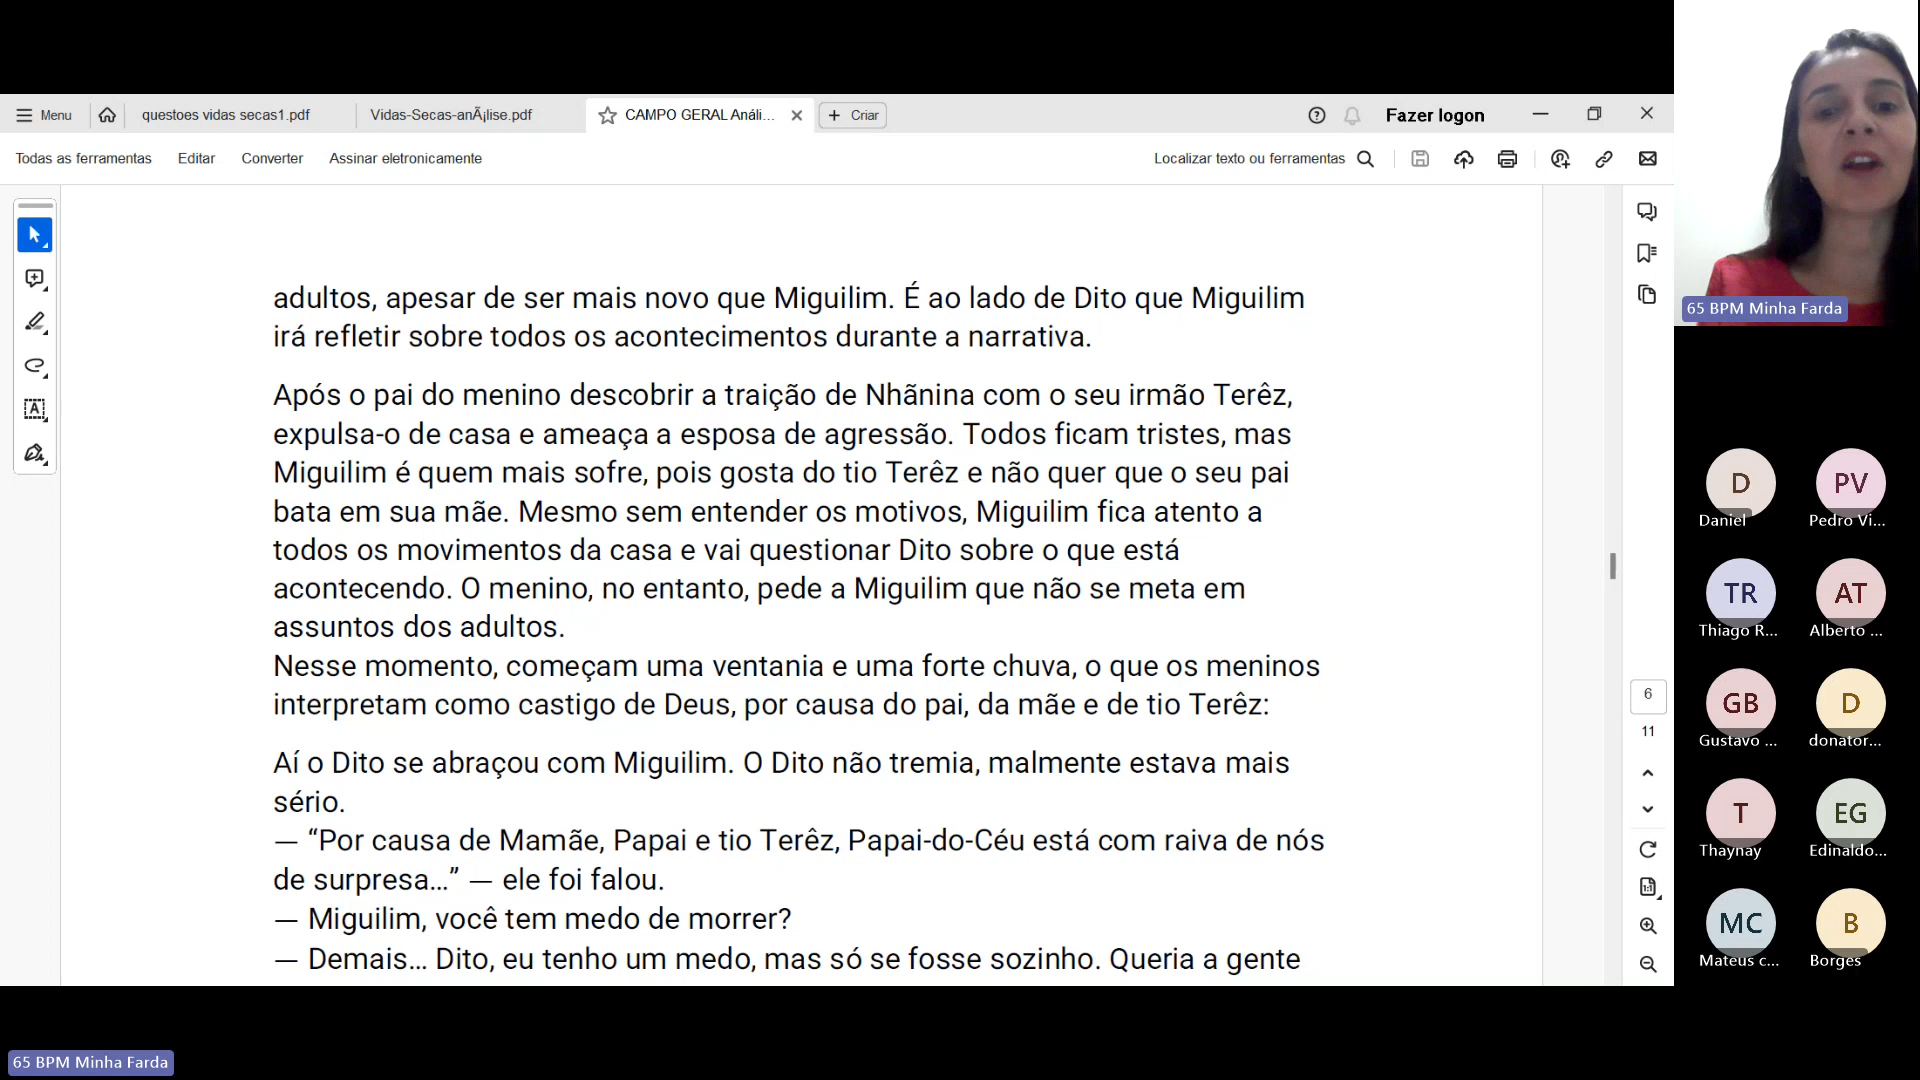 Menu
questoes vidas secas1.pdf
Vidas-Secas-anÃ¡lise.pdf
CAMPO GERAL Análi...
Criar
Fazer logon
Todas as ferramentas
Editar
Converter
Assinar eletronicamente
Localizar texto ou ferramentas
adultos, apesar de ser mais novo que Miguilim. É ao lado de Dito que Miguilim
irá refletir sobre todos os acontecimentos durante a narrativa.
Após o pai do menino descobrir a traição de Nhãnina com o seu irmão Terêz,
expulsa-o de casa e ameaça a esposa de agressão. Todos ficam tristes, mas
Miguilim é quem mais sofre, pois gosta do tio Terêz e não quer que o seu pai
bata em sua mãe. Mesmo sem entender os motivos, Miguilim fica atento a
todos os movimentos da casa e vai questionar Dito sobre o que está
acontecendo. O menino, no entanto, pede a Miguilim que não se meta em
assuntos dos adultos.
Nesse momento, começam uma ventania e uma forte chuva, o que os meninos
interpretam como castigo de Deus, por causa do pai, da mãe e de tio Terêz:
Aí o Dito se abraçou com Miguilim. O Dito não tremia, malmente estava mais
sério.
— “Por causa de Mamãe, Papai e tio Terêz, Papai-do-Céu está com raiva de nós
de surpresa…” — ele foi falou.
— Miguilim, você tem medo de morrer?
— Demais… Dito, eu tenho um medo, mas só se fosse sozinho. Queria a gente
6
11
1:1
65 BPM Minha Farda
D
Daniel
PV
Pedro Vi...
TR
Thiago R...
AT
Alberto ...
GB
Gustavo ...
D
donator...
T
Thaynay
EG
Edinaldo...
MC
Mateus c...
B
Borges
65 BPM Minha Farda